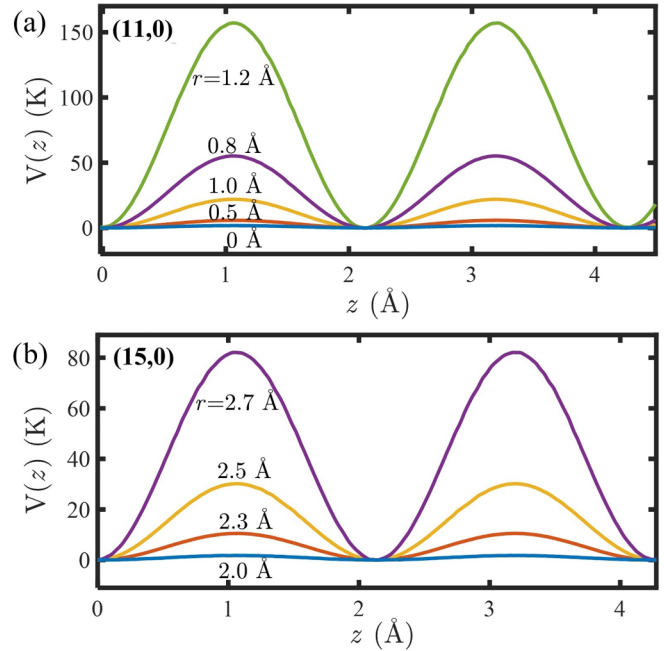 (a)
(11,0)
150
r=1.2 Å
100
V(z) (K)
0.8 Å
50
1.0 Å
0.5 Å
0
0 Å
0 1 2 3 4
z (Å)
(b)
(15,0)
80
r=2.7 Å
60
V(z) (K)
40
2.5 Å
20
2.3 Å
0
2.0 Å
0 1 2 3 4
z (Å)